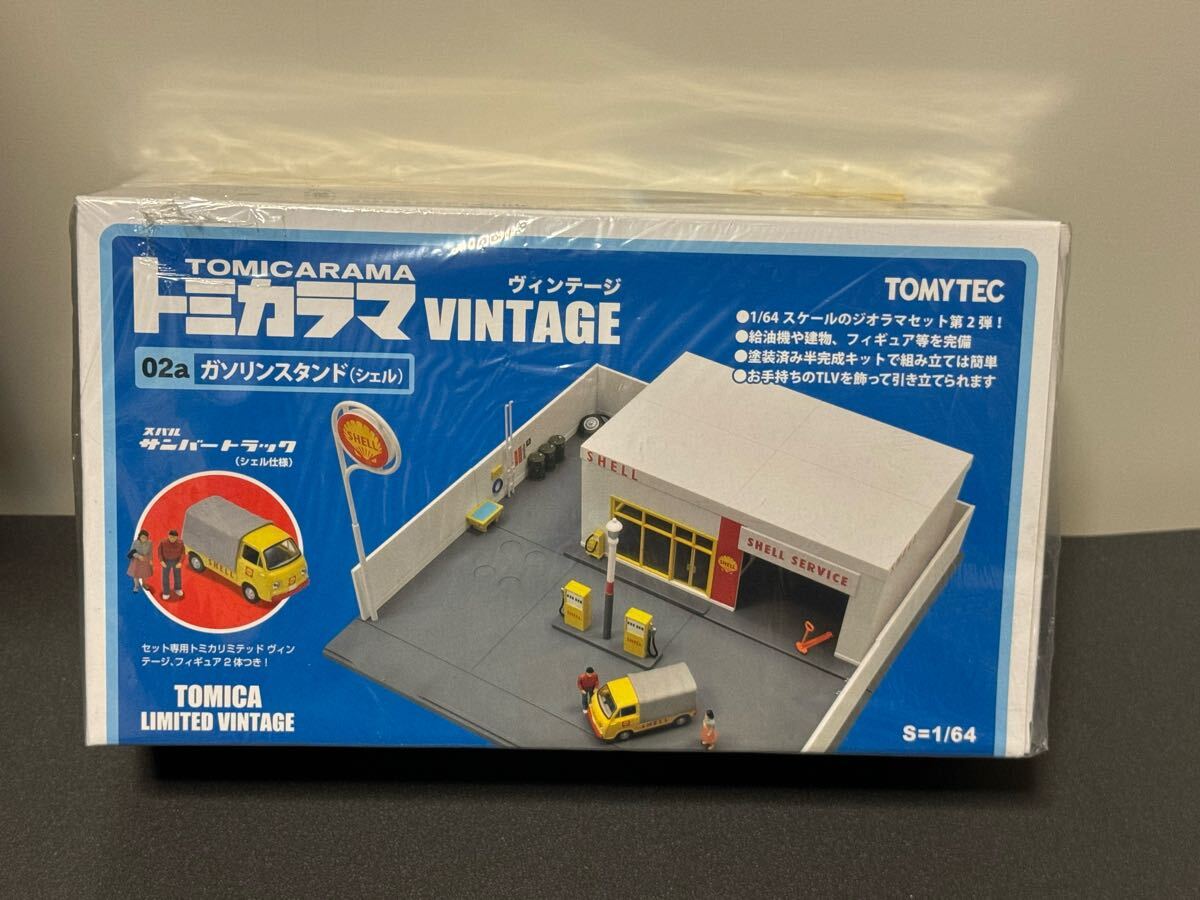 TOMICARAMA
トミカラマ
ヴィンテージ
VINTAGE
02a ガソリンスタンド(シェル)
TOMYTEC
●1/64 スケールのジオラマセット第2弾!
●給油機や建物、フィギュア等を完備
●塗装済み半完成キットで組み立ては簡単
●お手持ちのTLVを飾って引き立てられます
スバル
サンバートラック
(シェル仕様)
SHELL
セット専用トミカリミテッド ヴィン
テージ、フィギュア2体つき!
TOMICA
LIMITED VINTAGE
SHELL
SHELL
SHELL SERVICE
SHELL
SHELL
SHELL
SHELL
S=1/64